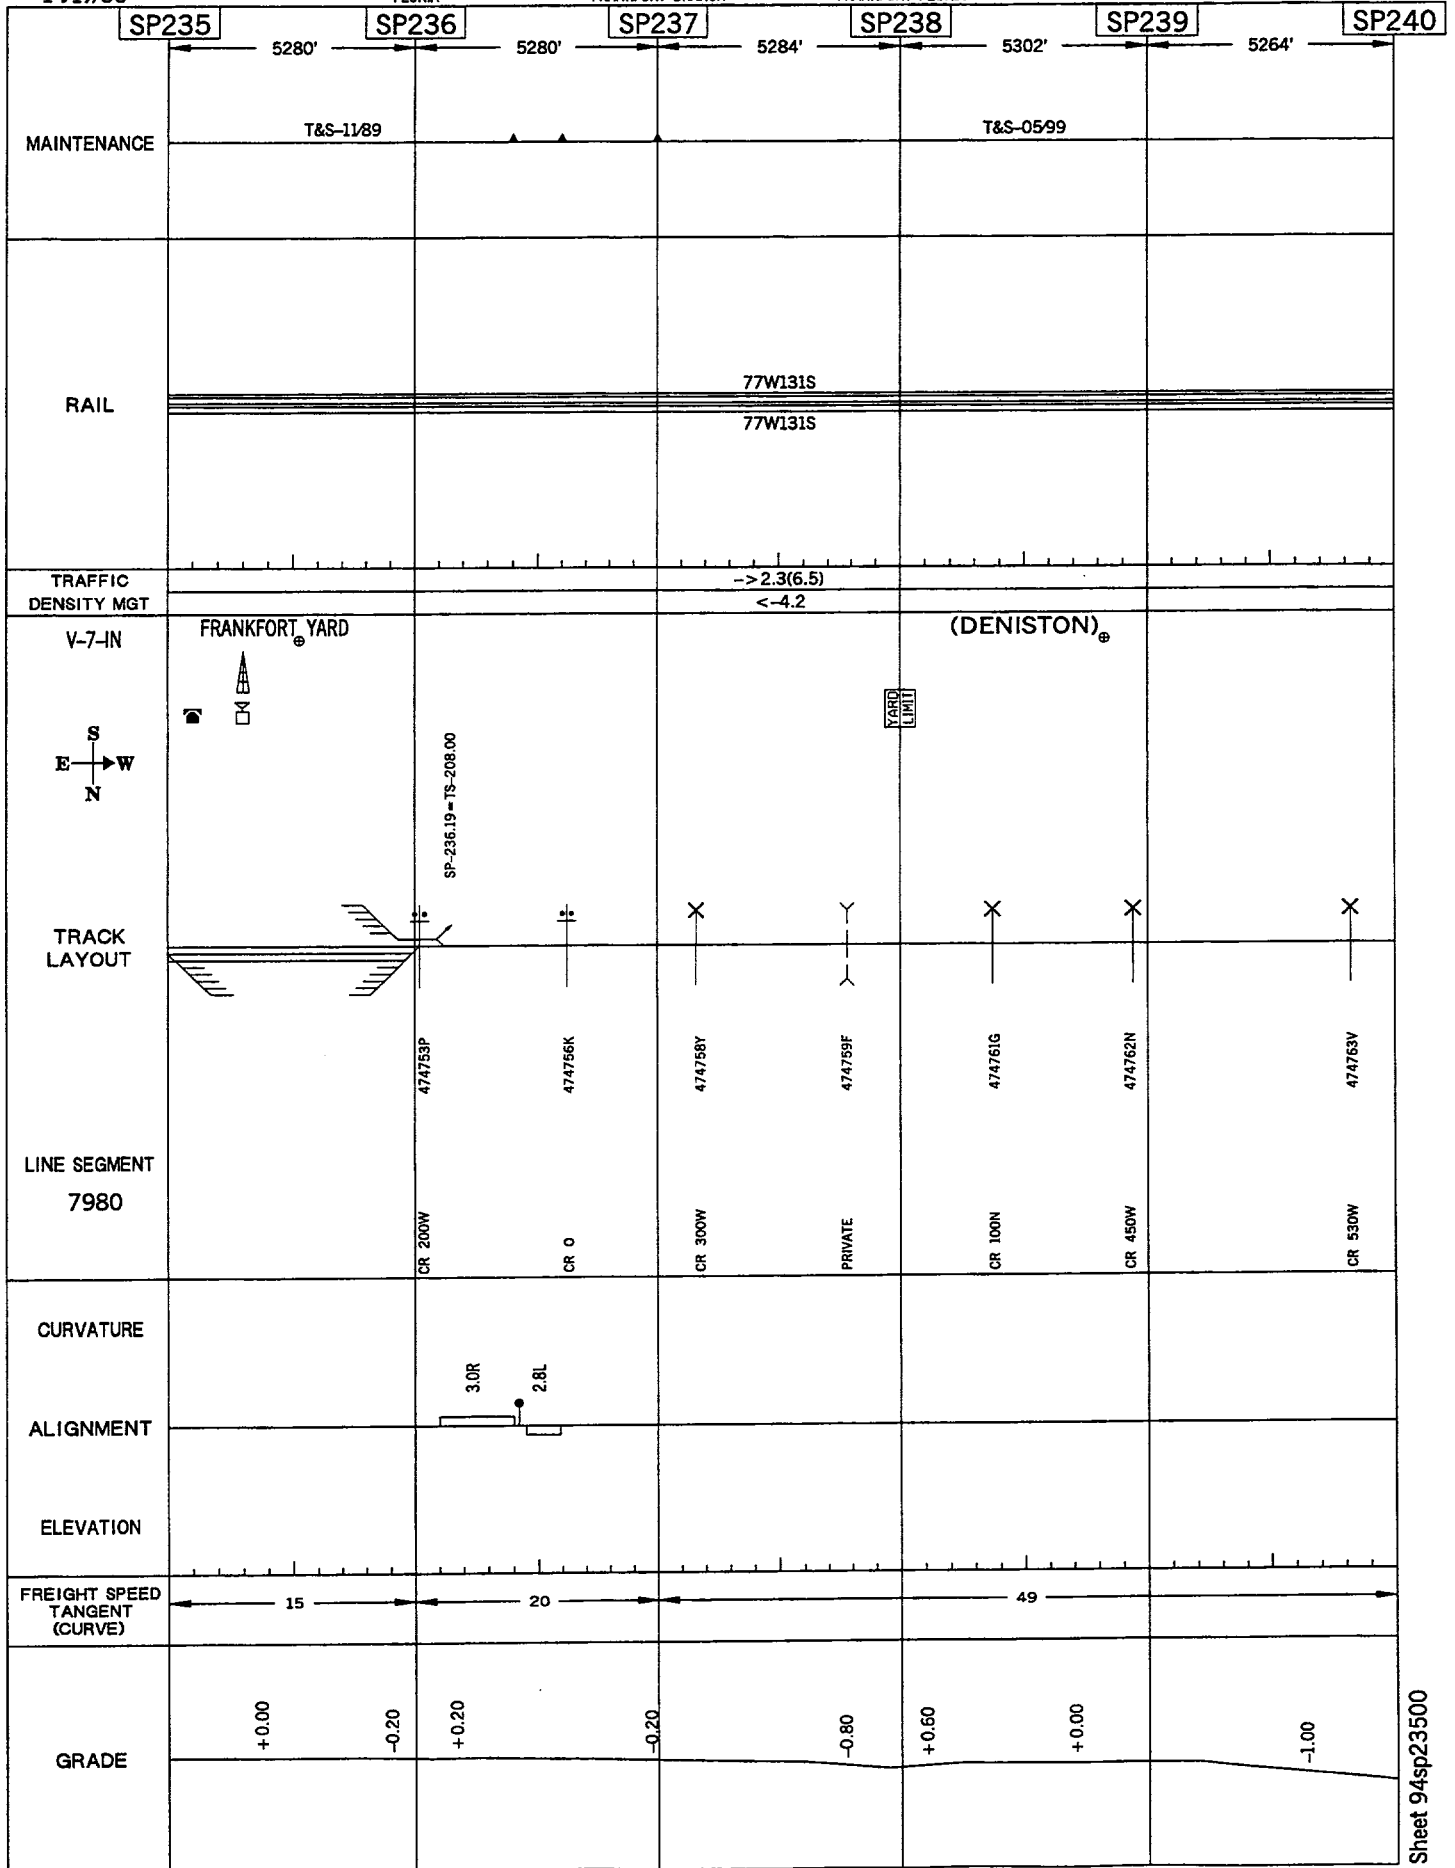 SP235 SP236 SP237 SP238 SP239 SP240
5280' 5280' 5284' 5302' 5264'
MAINTENANCE
T&S-11/89 T&S-05/99
RAIL
77W131S
77W131S
TRAFFIC
DENSITY MGT
->2.3(6.5)
<-4.2
V-7-IN
FRANKFORT YARD
(DENISTON)
YARD
LIMIT
S
E W
N
SP-236.19=TS-208.00
TRACK
LAYOUT
474753P 474756K 474758Y 474759F 474761G 474762N 474763V
LINE SEGMENT
7980
CR 200W CR 0 CR 300W PRIVATE CR 100N CR 450W CR 530W
CURVATURE
3.0R 2.8L
ALIGNMENT
ELEVATION
FREIGHT SPEED
TANGENT
(CURVE)
15 20 49
GRADE
+0.00 -0.20 +0.20 -0.20 -0.80 +0.60 +0.00 -1.00
Sheet 94sp23500